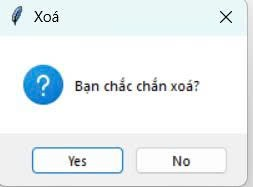 Xoá
Bạn chắc chắn xoá?
Yes
No